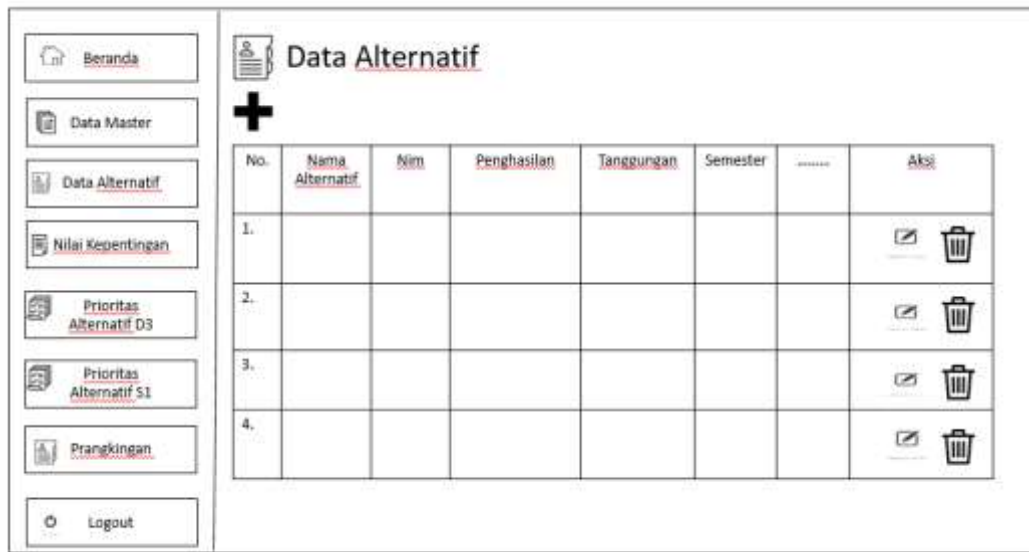 Beranda
Data Master
Data Alternatif
Nilai Kepentingan
Prioritas
Alternatif D3
Prioritas
Alternatif S1
Prangkingan
Logout
Data Alternatif
No. Nama Nim Penghasilan Tanggungan Semester ........ Aksi
Alternatif
1.
2.
3.
4.